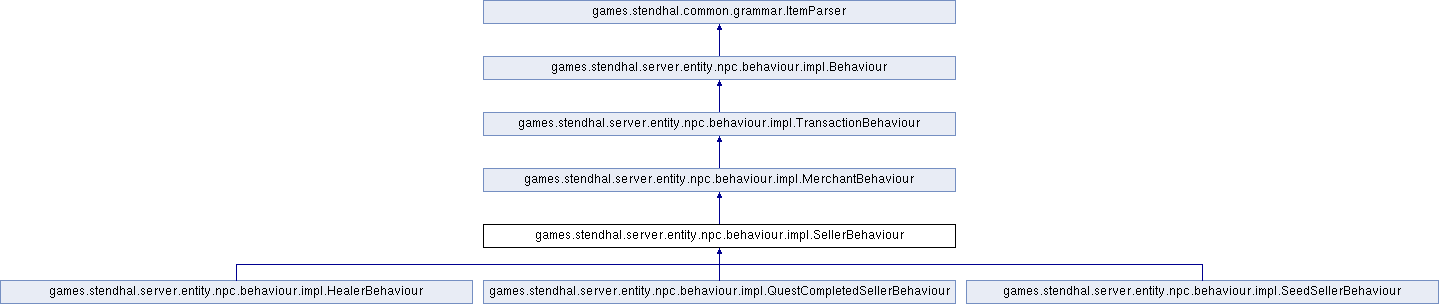 games.stendhal.common.grammar.ItemParser
games.stendhal.server.entity.npc.behaviour.impl.Behaviour
games.stendhal.server.entity.npc.behaviour.impl.TransactionBehaviour
games.stendhal.server.entity.npc.behaviour.impl.MerchantBehaviour
games.stendhal.server.entity.npc.behaviour.impl.SellerBehaviour
games.stendhal.server.entity.npc.behaviour.impl.HealerBehaviour
games.stendhal.server.entity.npc.behaviour.impl.QuestCompletedSellerBehaviour
games.stendhal.server.entity.npc.behaviour.impl.SeedSellerBehaviour